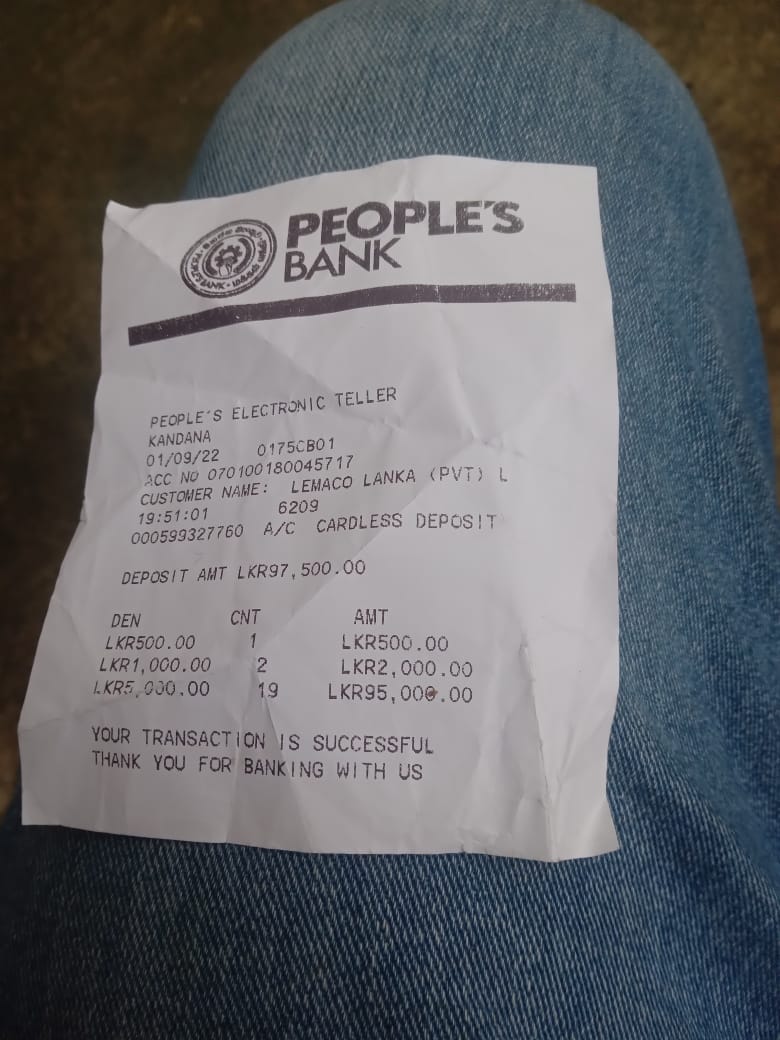 PEOPLE'S
BANK
PEOPLE'S ELECTRONIC TELLER
KANDANA
01/09/22 0175CB01
ACC NO 070100180045717
CUSTOMER NAME: LEMACO LANKA (PVT) L
19:51:01 6209
000599327760 A/C CARDLESS DEPOSIT
DEPOSIT AMT LKR97,500.00
DEN CNT AMT
LKR500.00 1 LKR500.00
LKR1,000.00 2 LKR2,000.00
LKR5,000.00 19 LKR95,000.00
YOUR TRANSACTION IS SUCCESSFUL
THANK YOU FOR BANKING WITH US